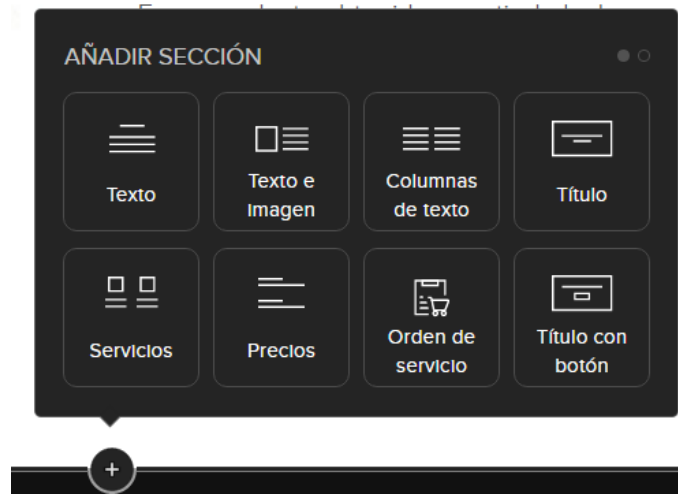 AÑADIR SECCIÓN
Texto
Texto e
Imagen
Columnas
de texto
Título
Servicios
Precios
Orden de
servicio
Título con
botón